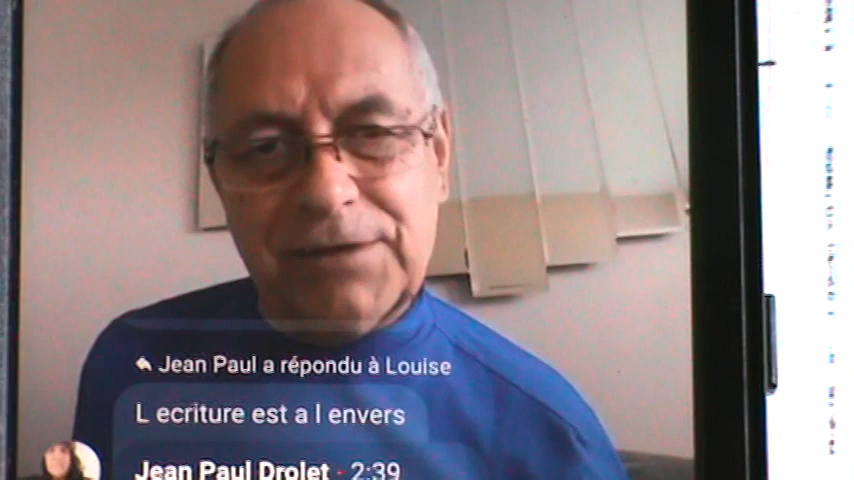 Jean Paul a répondu à Louise
L ecriture est a l envers
Jean Paul Drolet · 2:39